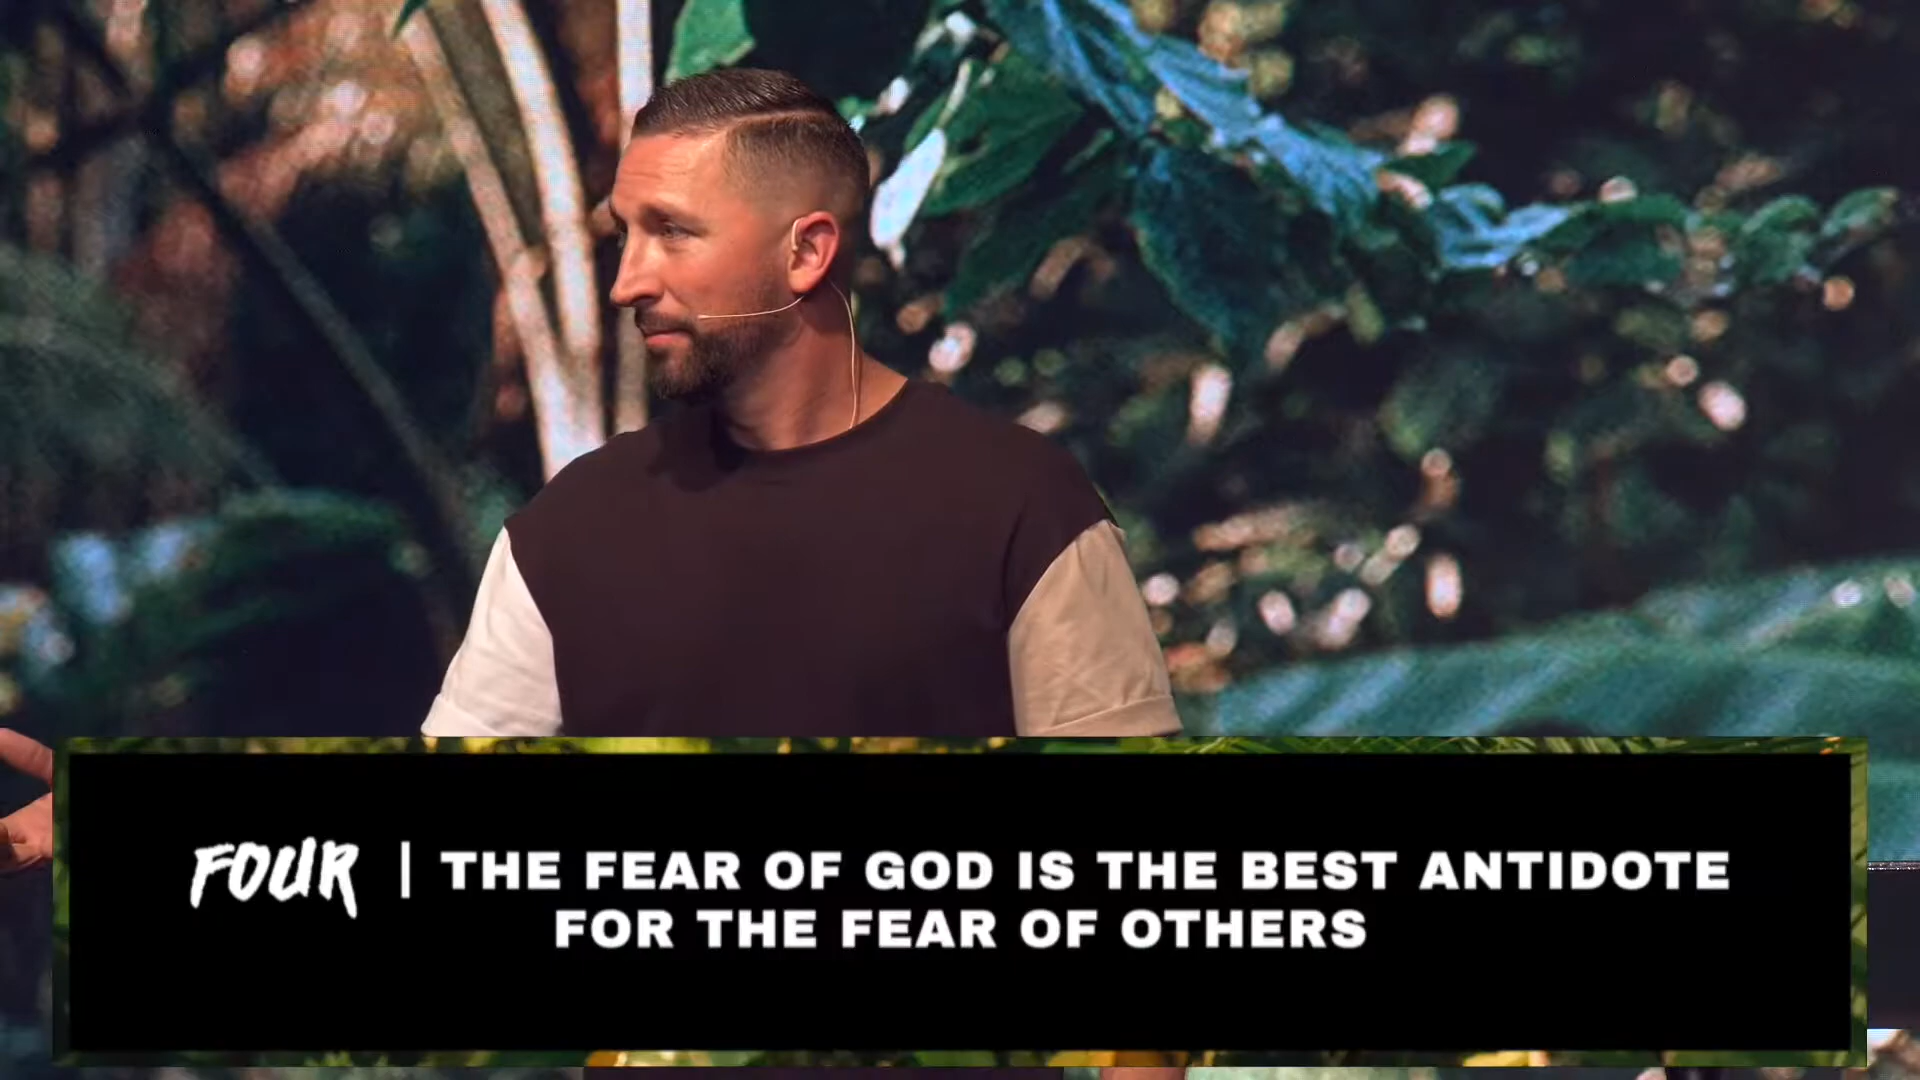 FOUR | THE FEAR OF GOD IS THE BEST ANTIDOTE
FOR THE FEAR OF OTHERS